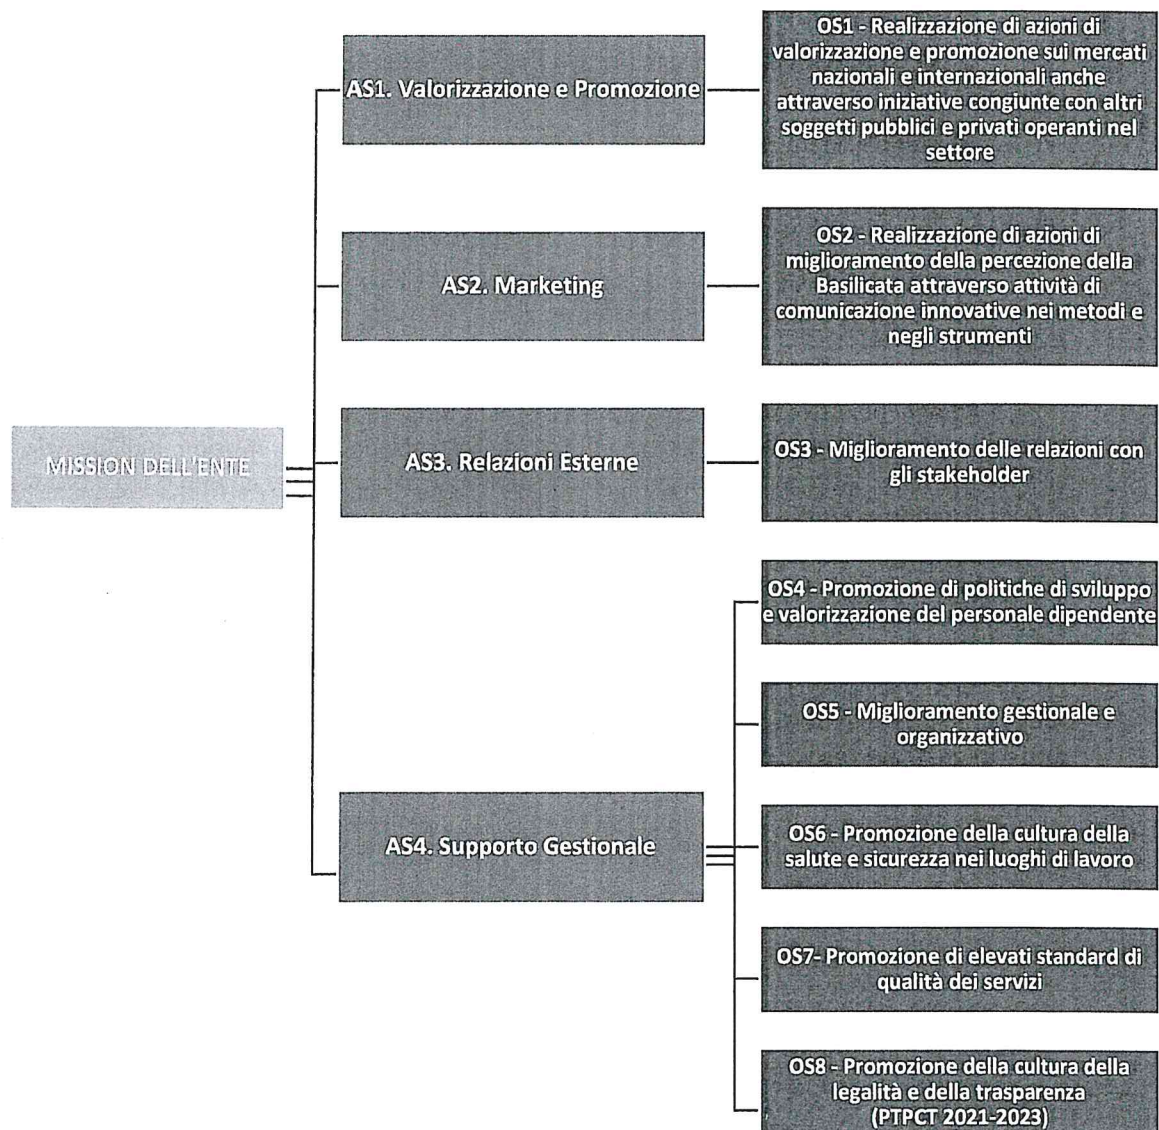 MISSION DELL'ENTE
AS1. Valorizzazione e Promozione
OS1 - Realizzazione di azioni di
valorizzazione e promozione sui mercati
nazionali e internazionali anche
attraverso iniziative congiunte con altri
soggetti pubblici e privati operanti nel
settore
AS2. Marketing
OS2 - Realizzazione di azioni di
miglioramento della percezione della
Basilicata attraverso attività di
comunicazione innovative nei metodi e
negli strumenti
AS3. Relazioni Esterne
OS3 - Miglioramento delle relazioni con
gli stakeholder
AS4. Supporto Gestionale
OS4 - Promozione di politiche di sviluppo
e valorizzazione del personale dipendente
OS5 - Miglioramento gestionale e
organizzativo
OS6 - Promozione della cultura della
salute e sicurezza nei luoghi di lavoro
OS7- Promozione di elevati standard di
qualità dei servizi
OS8 - Promozione della cultura della
legalità e della trasparenza
(PTPCT 2021-2023)